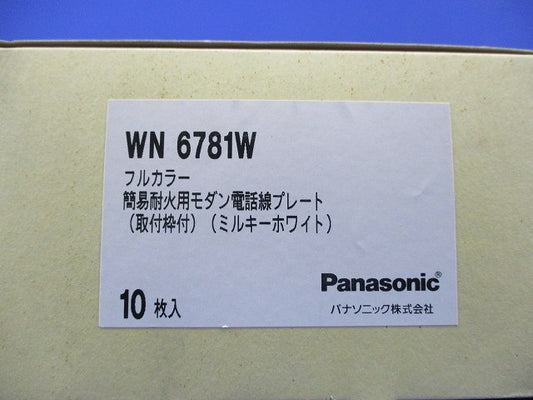 WN 6781W
フルカラー
簡易耐火用モダン電話線プレート
（取付枠付）（ミルキーホワイト）
Panasonic®
10枚入
パナソニック株式会社